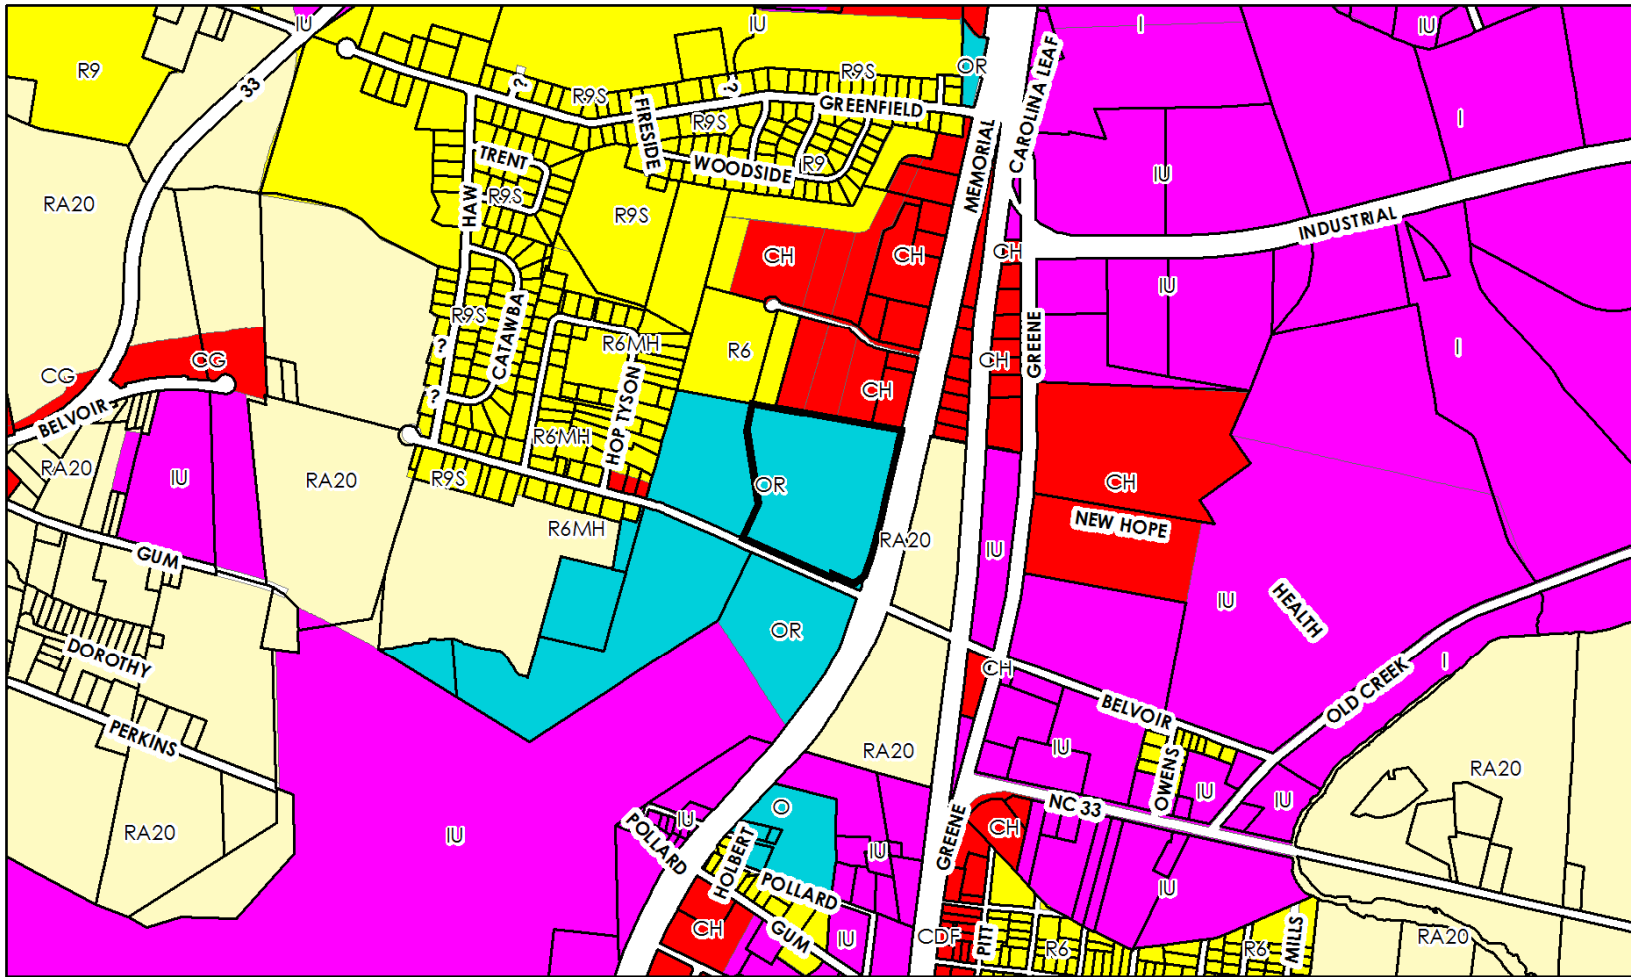 IU
IU
I
IU
R9
33
R9S
?
R9S
?
R9S
OR
GREENFIELD
FIRESIDE
R9S
WOODSIDE
R9
MEMORIAL
CAROLINA LEAF
I
IU
TRENT
R9S
HAW
RA20
R9S
INDUSTRIAL
CH
CH
CH
IU
CATAWBA
R9S
?
R6MH
R6
CH
CH
GREENE
I
CG
CG
HOP TYSON
?
BELVOIR
R6MH
RA20
IU
RA20
R9S
R6MH
OR
RA20
IU
CH
NEW HOPE
GUM
IU
HEALTH
OR
DOROTHY
CH
I
OLD CREEK
BELVOIR
PERKINS
RA20
IU
OWENS
IU
IU
RA20
RA20
IU
POLLARD
IU
O
HOLBERT
IU
POLLARD
GUM
GREENE
CH
NC 33
IU
CH
IU
CDF
PITT
R6
R6
MILLS
RA20